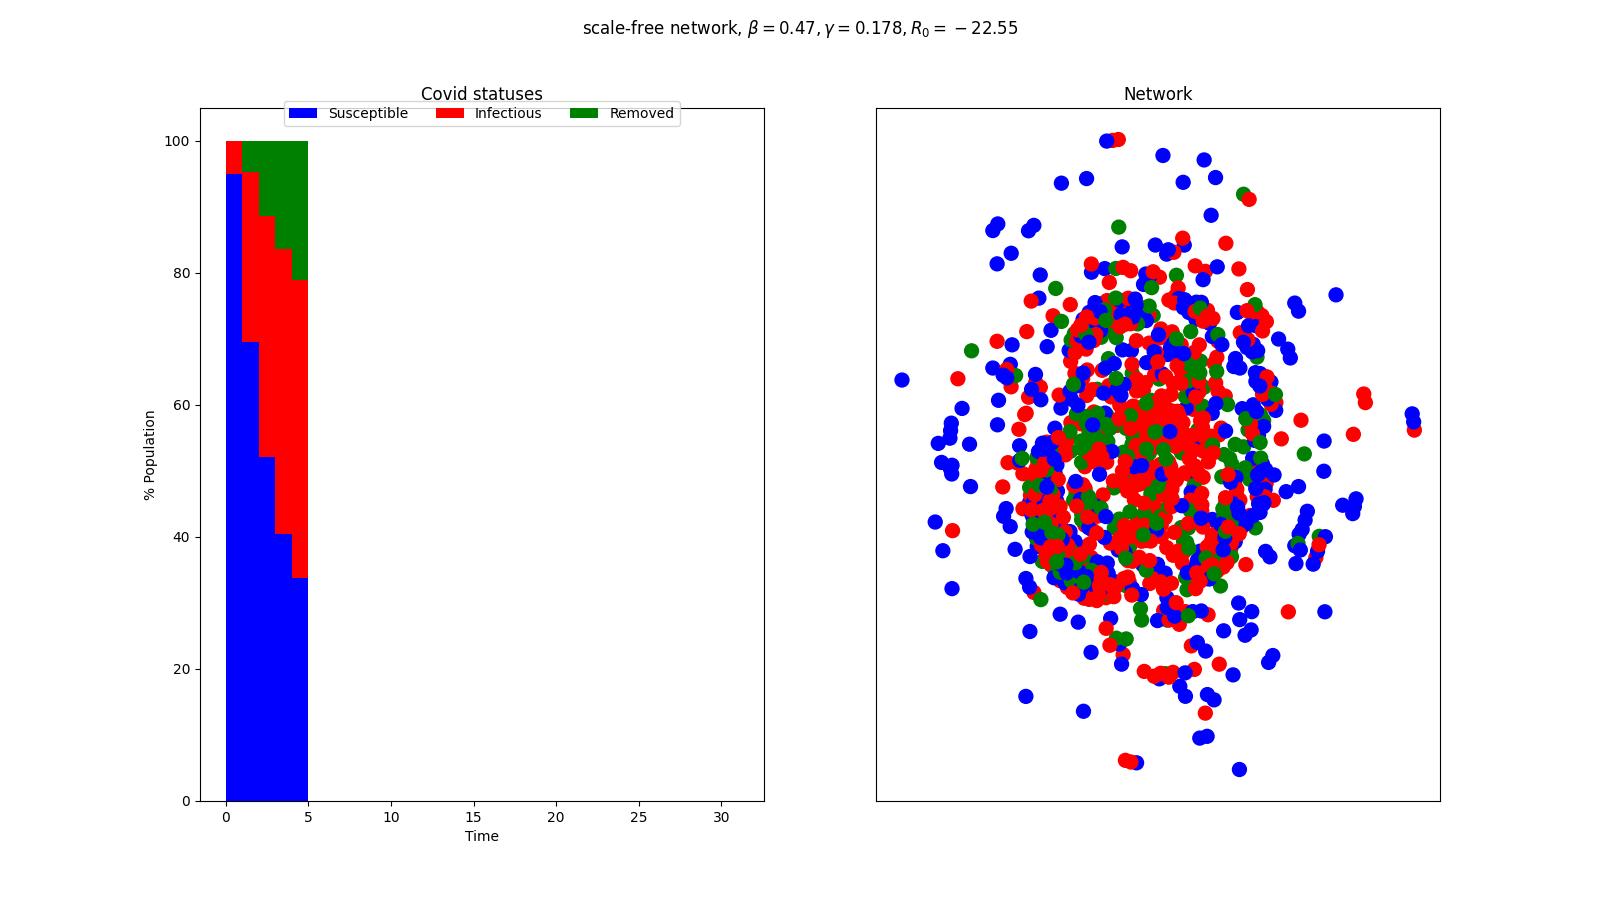 scale-free network, β = 0.47, γ = 0.178, R₀ = −22.55
Covid statuses
Susceptible Infectious Removed
100
80
60
40
20
0
% Population
0 5 10 15 20 25 30
Time
Network